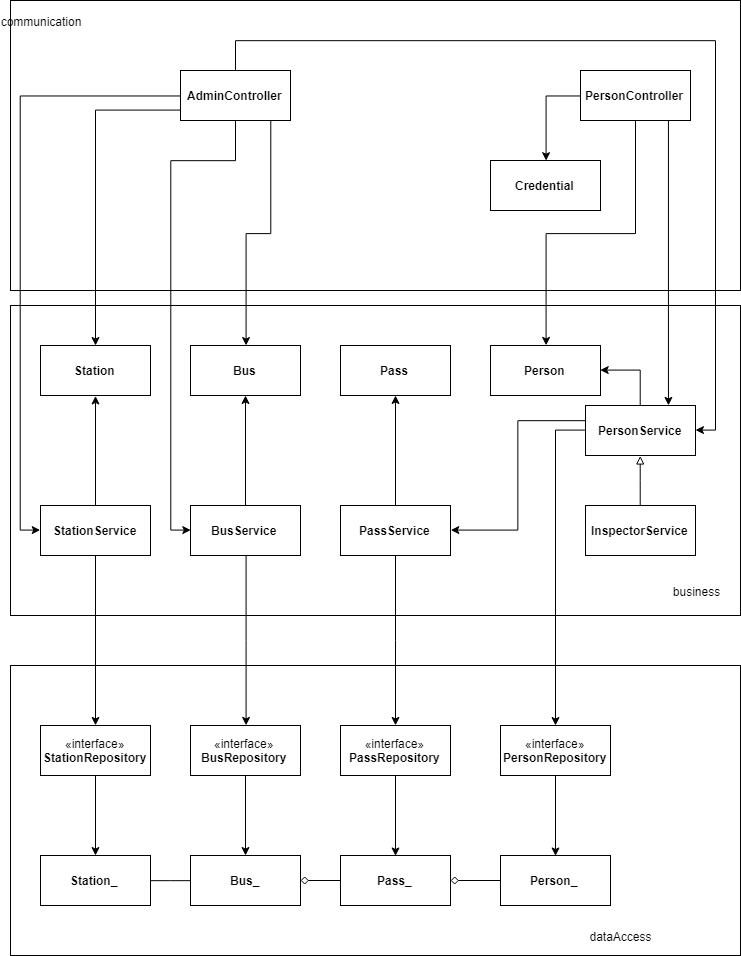 communication
AdminController
PersonController
Credential
Station
Bus
Pass
Person
PersonService
StationService
BusService
PassService
InspectorService
business
«interface»
StationRepository
«interface»
BusRepository
«interface»
PassRepository
«interface»
PersonRepository
Station_
Bus_
Pass_
Person_
dataAccess